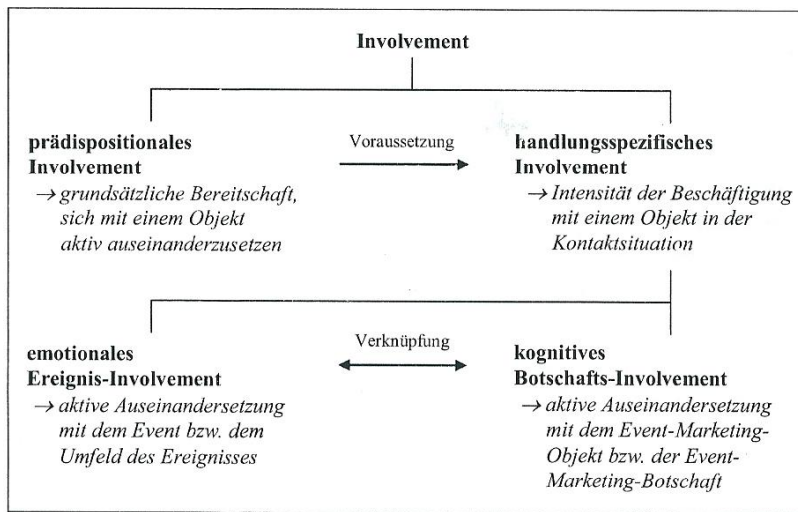 Involvement
prädispositionales
Involvement
→ grundsätzliche Bereitschaft,
sich mit einem Objekt
aktiv auseinanderzusetzen
Voraussetzung
handlungsspezifisches
Involvement
→ Intensität der Beschäftigung
mit einem Objekt in der
Kontaktsituation
emotionales
Ereignis-Involvement
→ aktive Auseinandersetzung
mit dem Event bzw. dem
Umfeld des Ereignisses
Verknüpfung
kognitives
Botschafts-Involvement
→ aktive Auseinandersetzung
mit dem Event-Marketing-
Objekt bzw. der Event-
Marketing-Botschaft